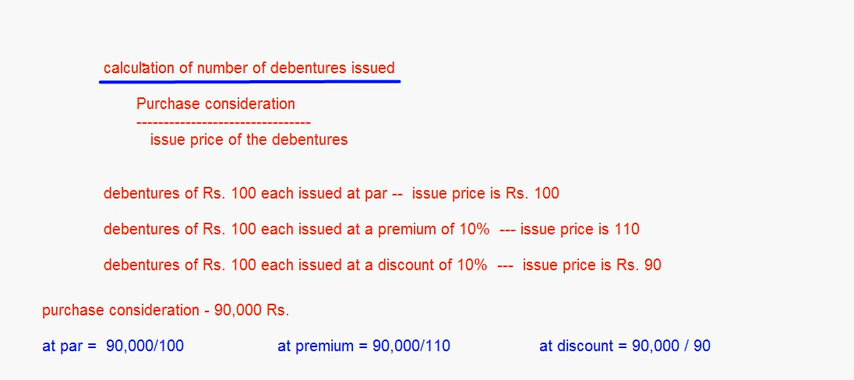 calculation of number of debentures issued
Purchase consideration
--------------------------------
issue price of the debentures
debentures of Rs. 100 each issued at par -- issue price is Rs. 100
debentures of Rs. 100 each issued at a premium of 10% --- issue price is 110
debentures of Rs. 100 each issued at a discount of 10% --- issue price is Rs. 90
purchase consideration - 90,000 Rs.
at par = 90,000/100 at premium = 90,000/110 at discount = 90,000 / 90